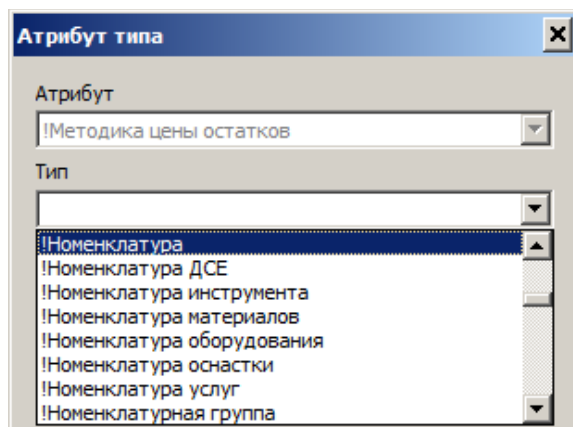 Атрибут типа
Атрибут
!Методика цены остатков
Тип
!Номенклатура
!Номенклатура ДСЕ
!Номенклатура инструмента
!Номенклатура материалов
!Номенклатура оборудования
!Номенклатура оснастки
!Номенклатура услуг
!Номенклатурная группа